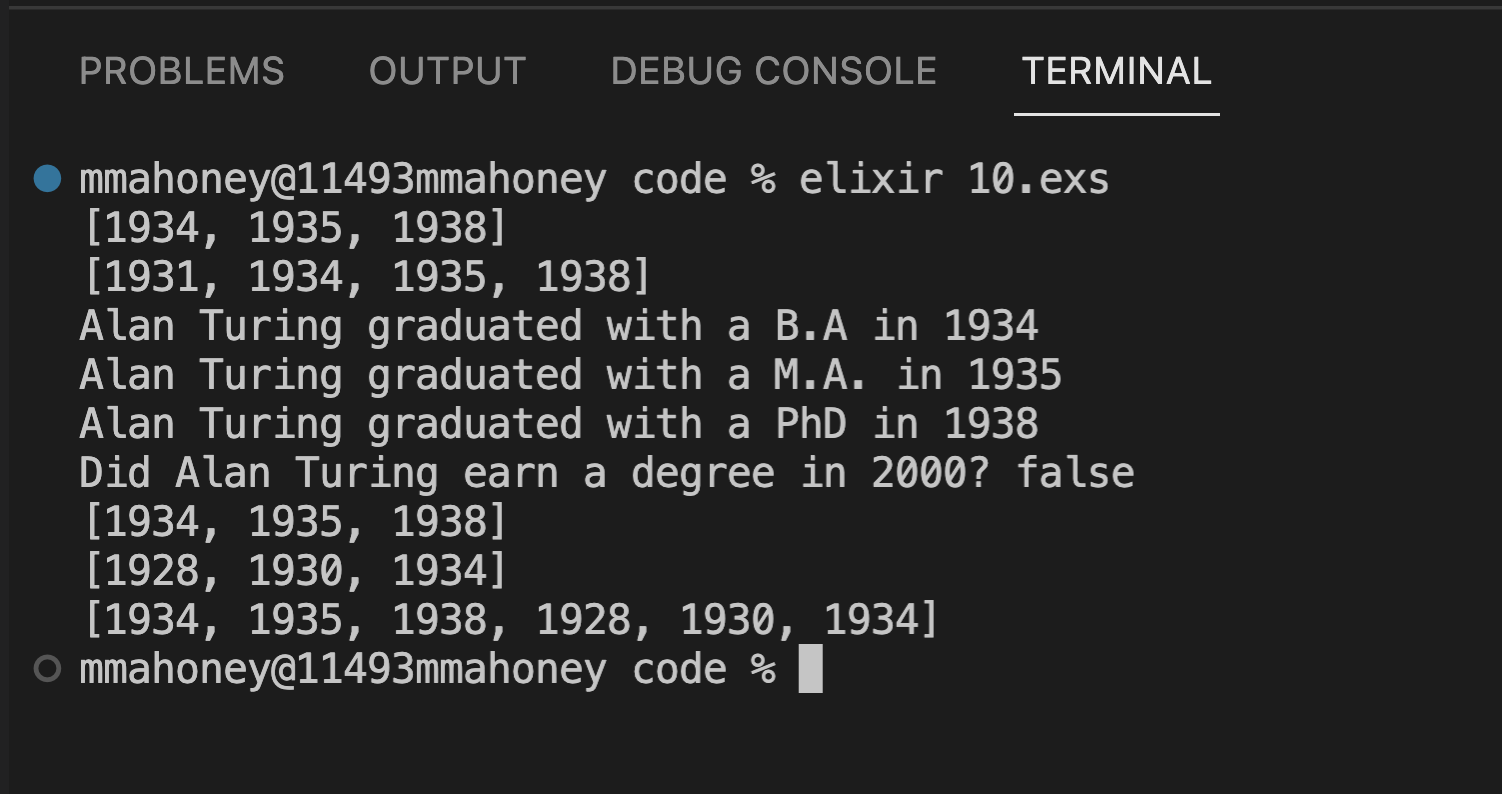 PROBLEMS OUTPUT DEBUG CONSOLE TERMINAL
mmahoney@11493mmahoney code % elixir 10.exs
[1934, 1935, 1938]
[1931, 1934, 1935, 1938]
Alan Turing graduated with a B.A in 1934
Alan Turing graduated with a M.A. in 1935
Alan Turing graduated with a PhD in 1938
Did Alan Turing earn a degree in 2000? false
[1934, 1935, 1938]
[1928, 1930, 1934]
[1934, 1935, 1938, 1928, 1930, 1934]
mmahoney@11493mmahoney code %